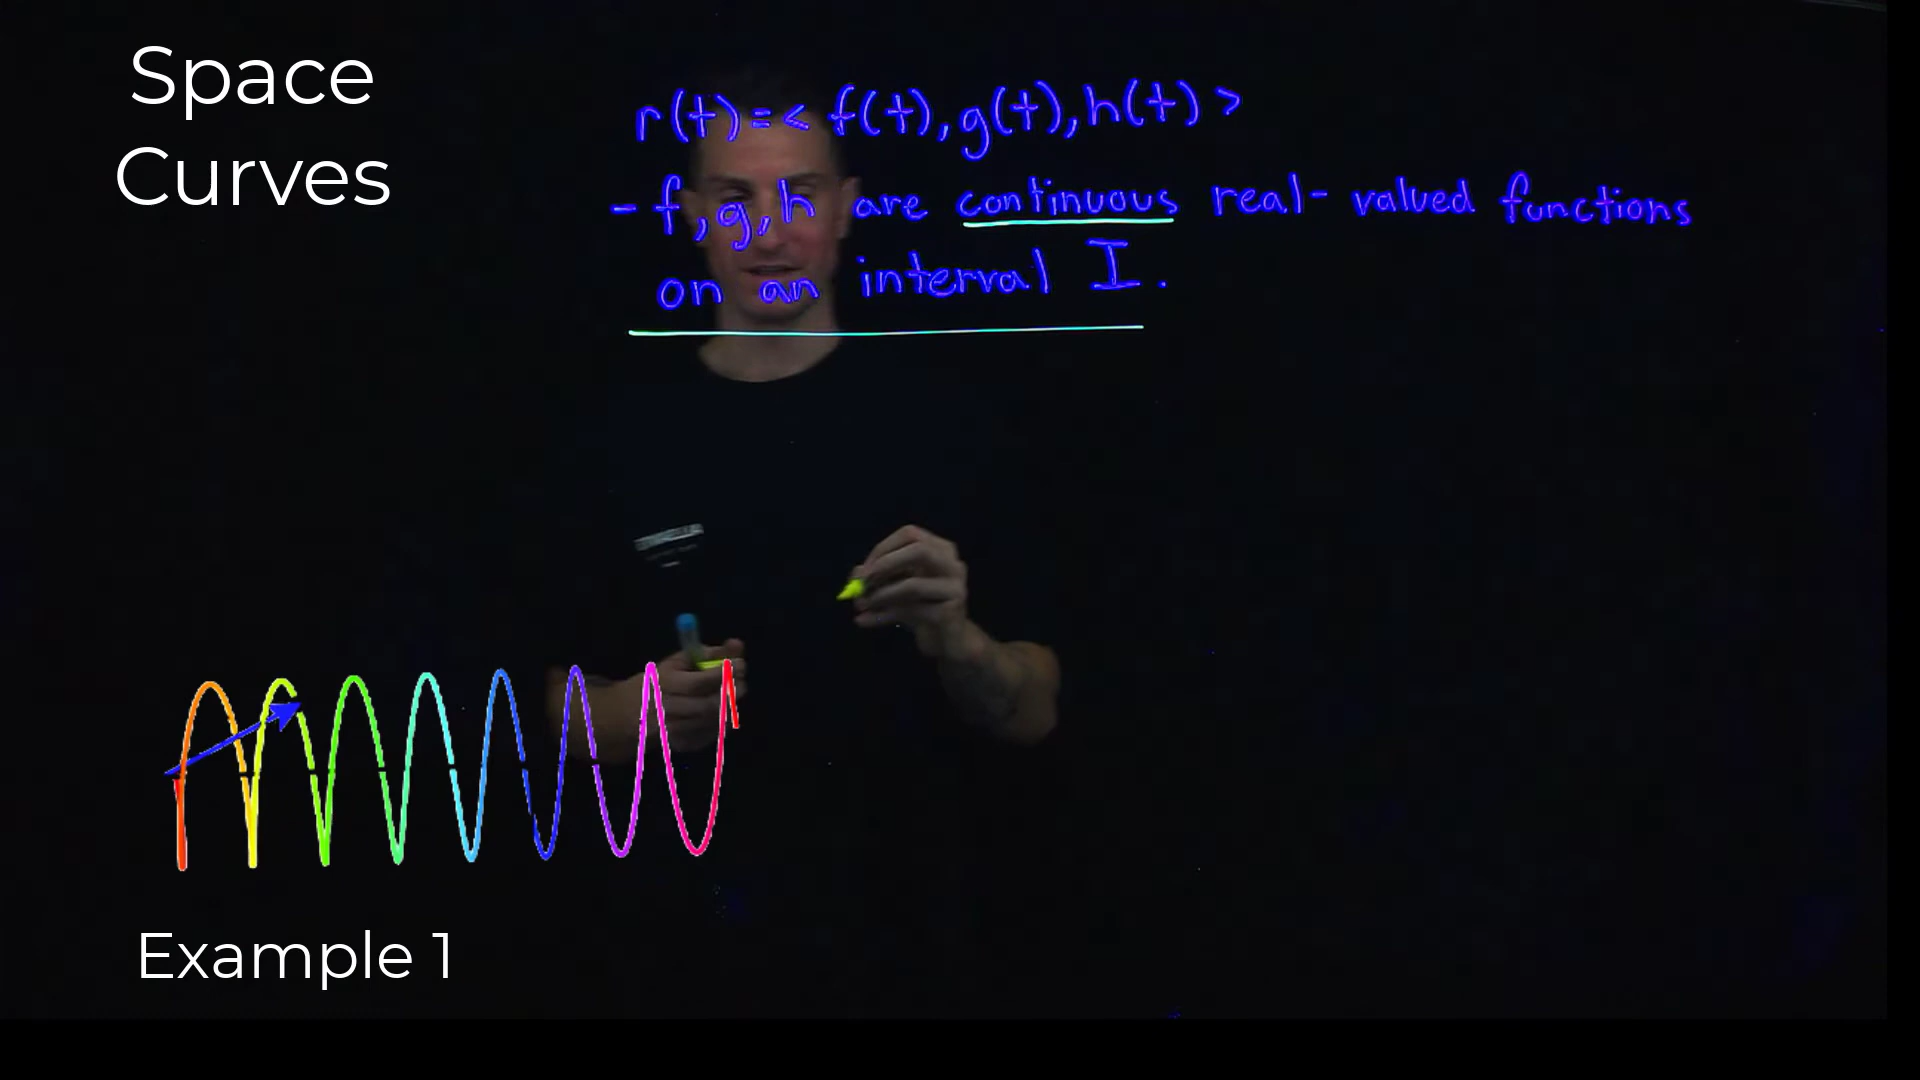 Space
Curves
r(t) = < f(t), g(t), h(t) >
- f, g, h are continuous real-valued functions
on an interval I.
Example 1